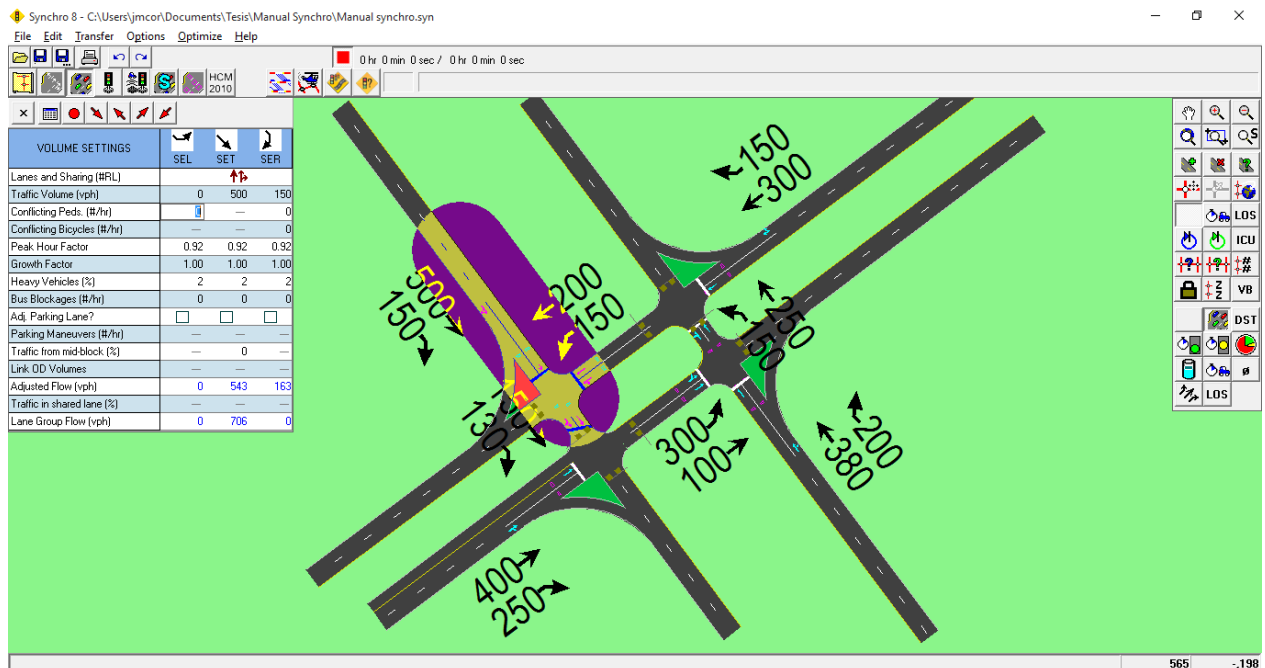 Synchro 8 - C:\Users\jmcor\Documents\Tesis\Manual Synchro\Manual synchro.syn
File Edit Transfer Options Optimize Help
0 hr 0 min 0 sec / 0 hr 0 min 0 sec
HCM
2010
VOLUME SETTINGS SEL SET SER
Lanes and Sharing (#RL)
Traffic Volume (vph) 0 500 150
Conflicting Peds. (#/hr) 0 — 0
Conflicting Bicycles (#/hr) — — 0
Peak Hour Factor 0.92 0.92 0.92
Growth Factor 1.00 1.00 1.00
Heavy Vehicles (%) 2 2 2
Bus Blockages (#/hr) 0 0 0
Adj. Parking Lane?
Parking Maneuvers (#/hr) — — —
Traffic from mid-block (%) — 0 —
Link OD Volumes — — —
Adjusted Flow (vph) 0 543 163
Traffic in shared lane (%) — — —
Lane Group Flow (vph) 0 706 0
150
300
500
150
200
150
250
150
130
300
100
200
380
400
250
S
LOS
ICU
##
Z
Z
VB
DST
ø
LOS
565 -.198